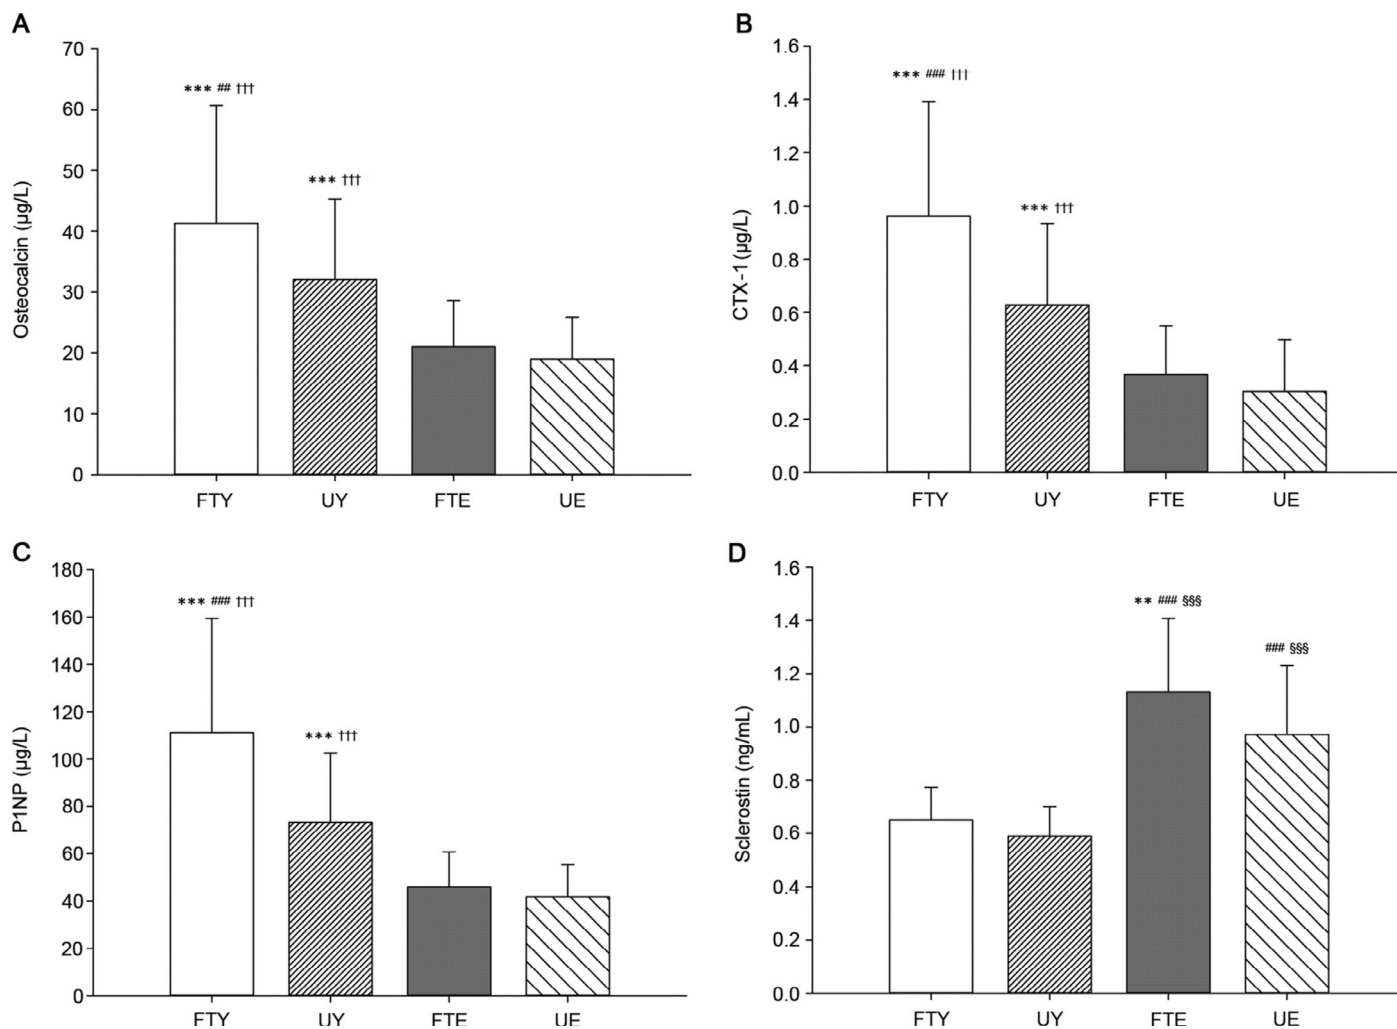 A
Osteocalcin (µg/L)
70
60
50
40
30
20
10
0
*** ## †††
*** †††
FTY UY FTE UE
B
CTX-1 (µg/L)
1.6
1.4
1.2
1.0
0.8
0.6
0.4
0.2
0.0
*** ### †††
*** †††
FTY UY FTE UE
C
P1NP (µg/L)
180
160
140
120
100
80
60
40
20
0
*** ### †††
*** †††
FTY UY FTE UE
D
Sclerostin (ng/mL)
1.6
1.4
1.2
1.0
0.8
0.6
0.4
0.2
0.0
** ### §§§
### §§§
FTY UY FTE UE